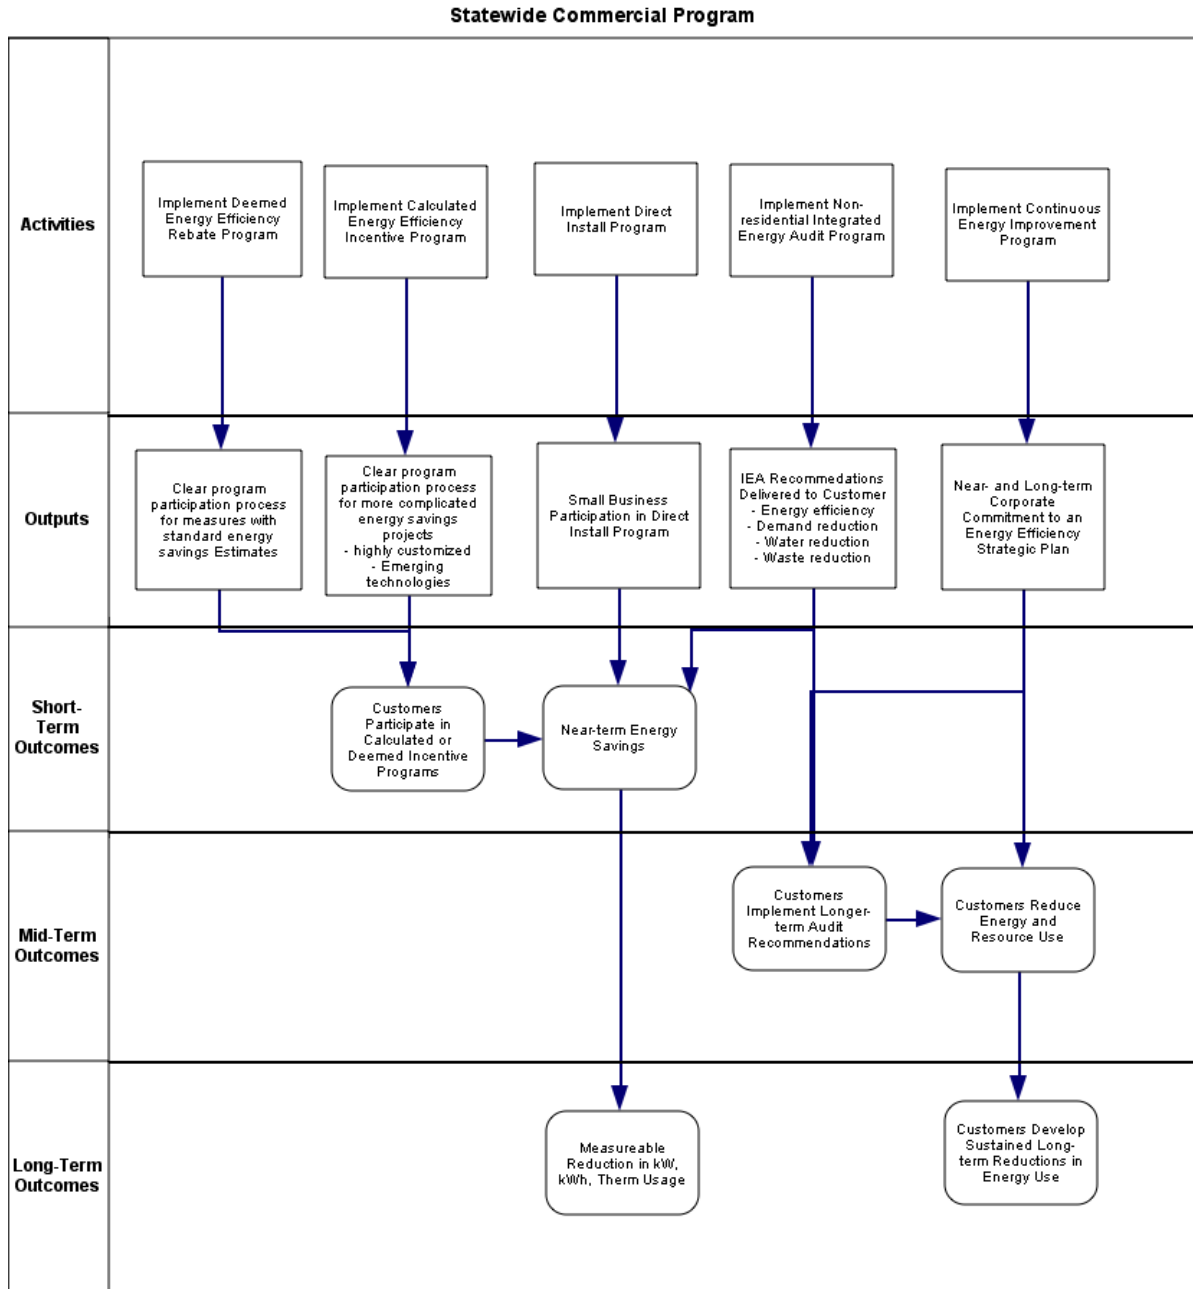 Statewide Commercial Program
Activities
Implement Deemed
Energy Efficiency
Rebate Program
Implement Calculated
Energy Efficiency
Incentive Program
Implement Direct
Install Program
Implement Non-
residential Integrated
Energy Audit Program
Implement Continuous
Energy Improvement
Program
Outputs
Clear program
participation process
for measures with
standard energy
savings Estimates
Clear program
participation process
for more complicated
energy savings
projects
- highly customized
- Emerging
technologies
Small Business
Participation in Direct
Install Program
IEA Recommedations
Delivered to Customer
- Energy efficiency
- Demand reduction
- Water reduction
- Waste reduction
Near- and Long-term
Corporate
Commitment to an
Energy Efficiency
Strategic Plan
Short-
Term
Outcomes
Customers
Participate in
Calculated or
Deemed Incentive
Programs
Near-term Energy
Savings
Mid-Term
Outcomes
Customers
Implement Longer-
term Audit
Recommendations
Customers Reduce
Energy and
Resource Use
Long-Term
Outcomes
Measureable
Reduction in kW,
kWh, Therm Usage
Customers Develop
Sustained Long-
term Reductions in
Energy Use